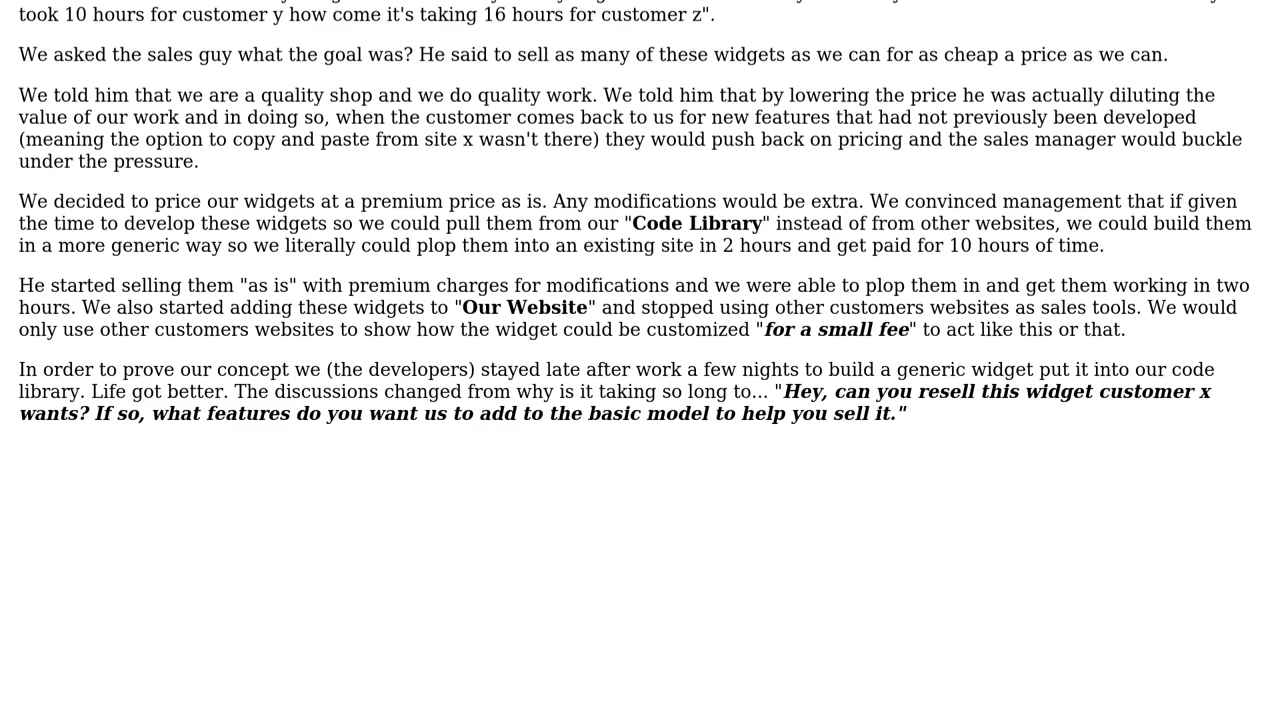 took 10 hours for customer y how come it's taking 16 hours for customer z".
We asked the sales guy what the goal was? He said to sell as many of these widgets as we can for as cheap a price as we can.
We told him that we are a quality shop and we do quality work. We told him that by lowering the price he was actually diluting the
value of our work and in doing so, when the customer comes back to us for new features that had not previously been developed
(meaning the option to copy and paste from site x wasn't there) they would push back on pricing and the sales manager would buckle
under the pressure.
We decided to price our widgets at a premium price as is. Any modifications would be extra. We convinced management that if given
the time to develop these widgets so we could pull them from our "Code Library" instead of from other websites, we could build them
in a more generic way so we literally could plop them into an existing site in 2 hours and get paid for 10 hours of time.
He started selling them "as is" with premium charges for modifications and we were able to plop them in and get them working in two
hours. We also started adding these widgets to "Our Website" and stopped using other customers websites as sales tools. We would
only use other customers websites to show how the widget could be customized "for a small fee" to act like this or that.
In order to prove our concept we (the developers) stayed late after work a few nights to build a generic widget put it into our code
library. Life got better. The discussions changed from why is it taking so long to... "Hey, can you resell this widget customer x
wants? If so, what features do you want us to add to the basic model to help you sell it."